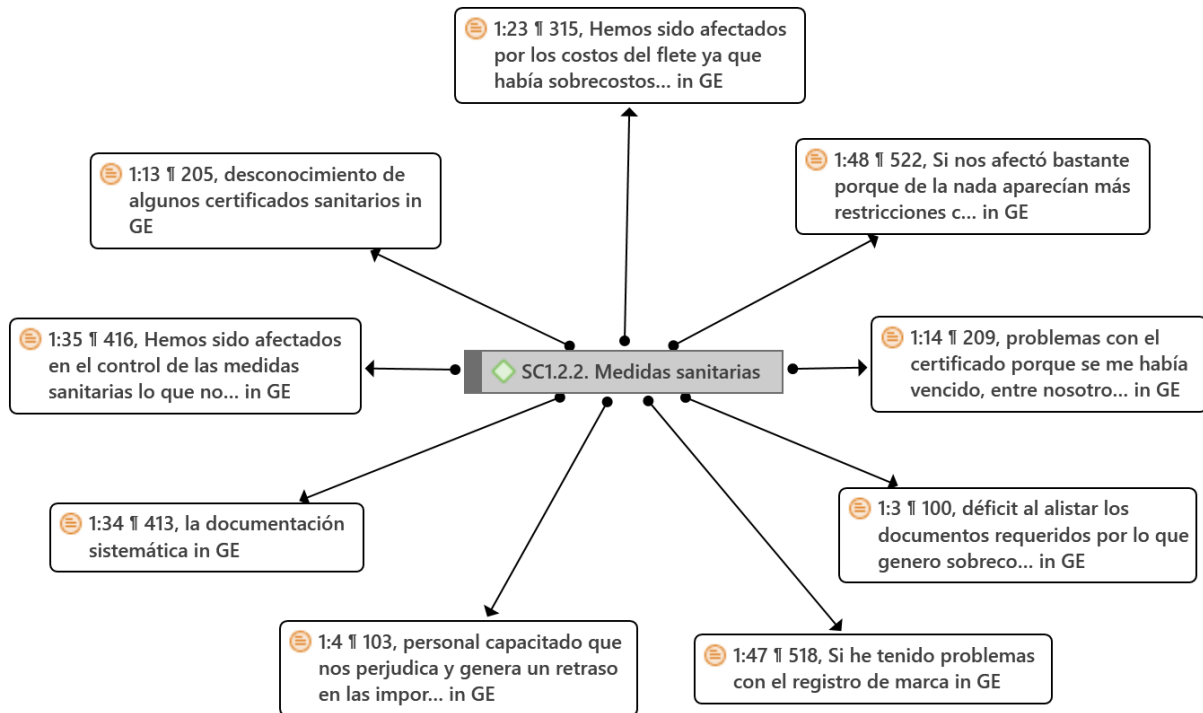 1:23 ¶ 315, Hemos sido afectados
por los costos del flete ya que
había sobrecostos... in GE
1:13 ¶ 205, desconocimiento de
algunos certificados sanitarios in
GE
1:48 ¶ 522, Si nos afectó bastante
porque de la nada aparecían más
restricciones c... in GE
1:35 ¶ 416, Hemos sido afectados
en el control de las medidas
sanitarias lo que no... in GE
SC1.2.2. Medidas sanitarias
1:14 ¶ 209, problemas con el
certificado porque se me había
vencido, entre nosotro... in GE
1:34 ¶ 413, la documentación
sistemática in GE
1:3 ¶ 100, déficit al alistar los
documentos requeridos por lo que
genero sobreco... in GE
1:4 ¶ 103, personal capacitado que
nos perjudica y genera un retraso
en las impor... in GE
1:47 ¶ 518, Si he tenido problemas
con el registro de marca in GE